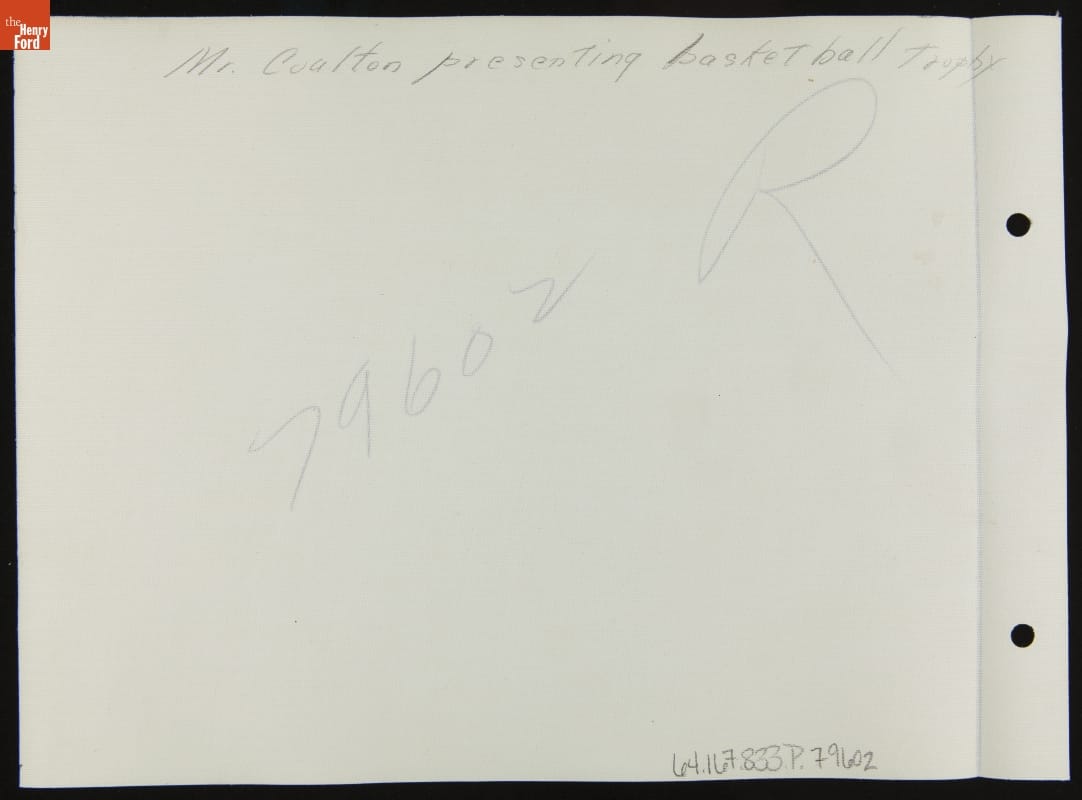 the
Henry
Ford
Mr. Coalton presenting basketball Trophy
R
79602
64.167.833.P.79602